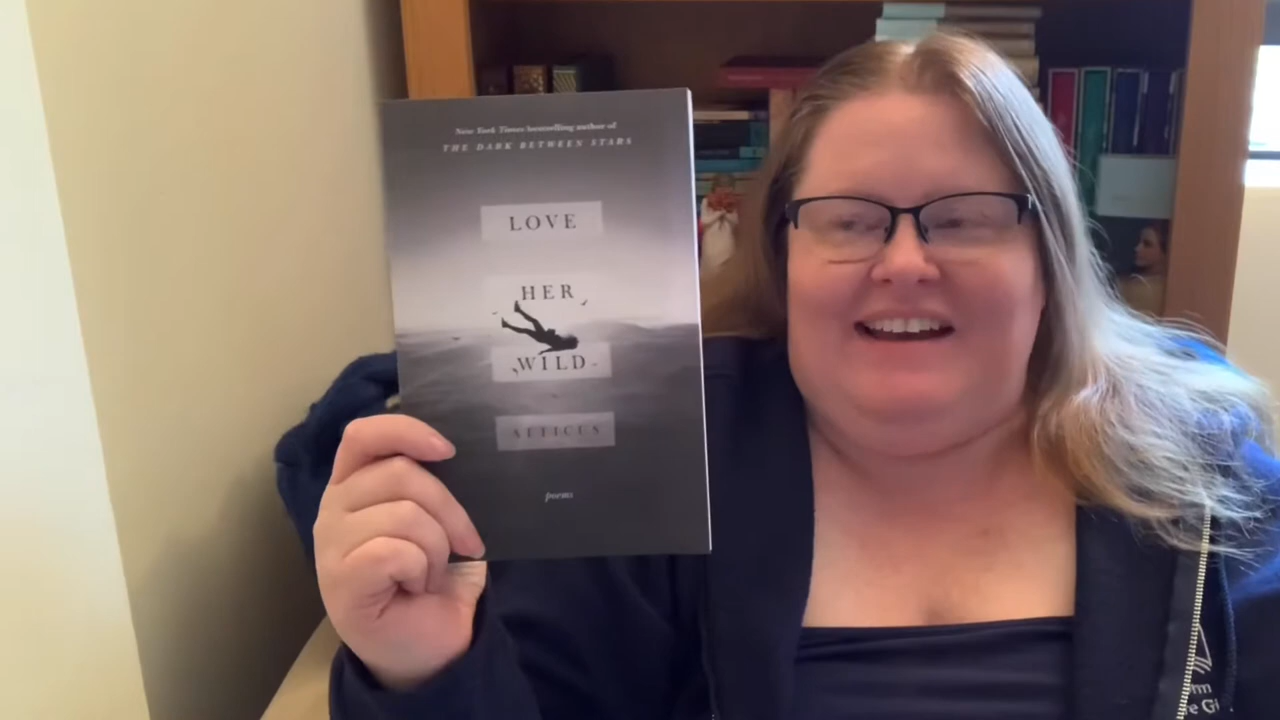 New York Times bestselling author of
THE DARK BETWEEN STARS
LOVE
HER
WILD
ATTICUS
poems